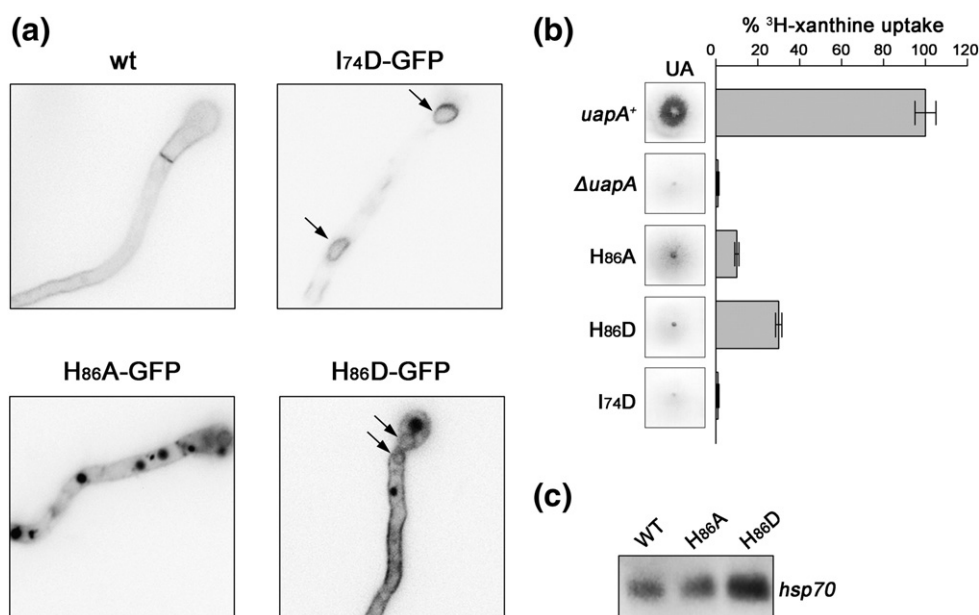 (a)
wt
I74D-GFP
H86A-GFP
H86D-GFP
(b)
% ³H-xanthine uptake
0 20 40 60 80 100 120
UA
uapA⁺
ΔuapA
H86A
H86D
I74D
(c)
WT H86A H86D
hsp70